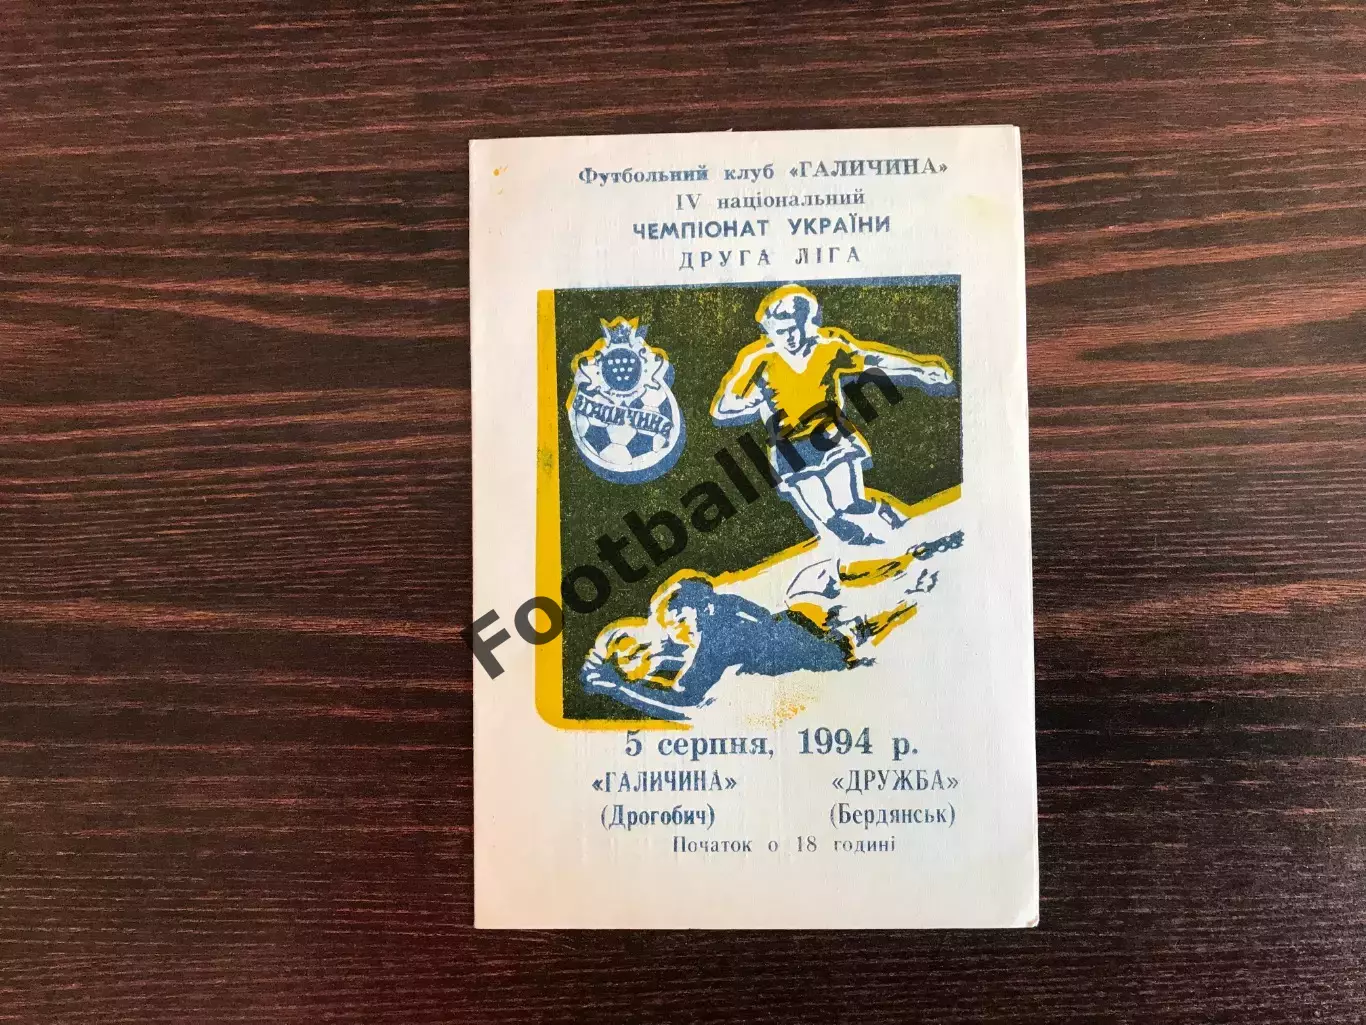 Футбольний клуб «ГАЛИЧИНА»
IV національний
ЧЕМПІОНАТ УКРАЇНИ
ДРУГА ЛІГА
ГАЛИЧИНА
Footballfan
5 серпня, 1994 р.
«ГАЛИЧИНА» «ДРУЖБА»
(Дрогобич) (Бердянськ)
Початок о 18 годині